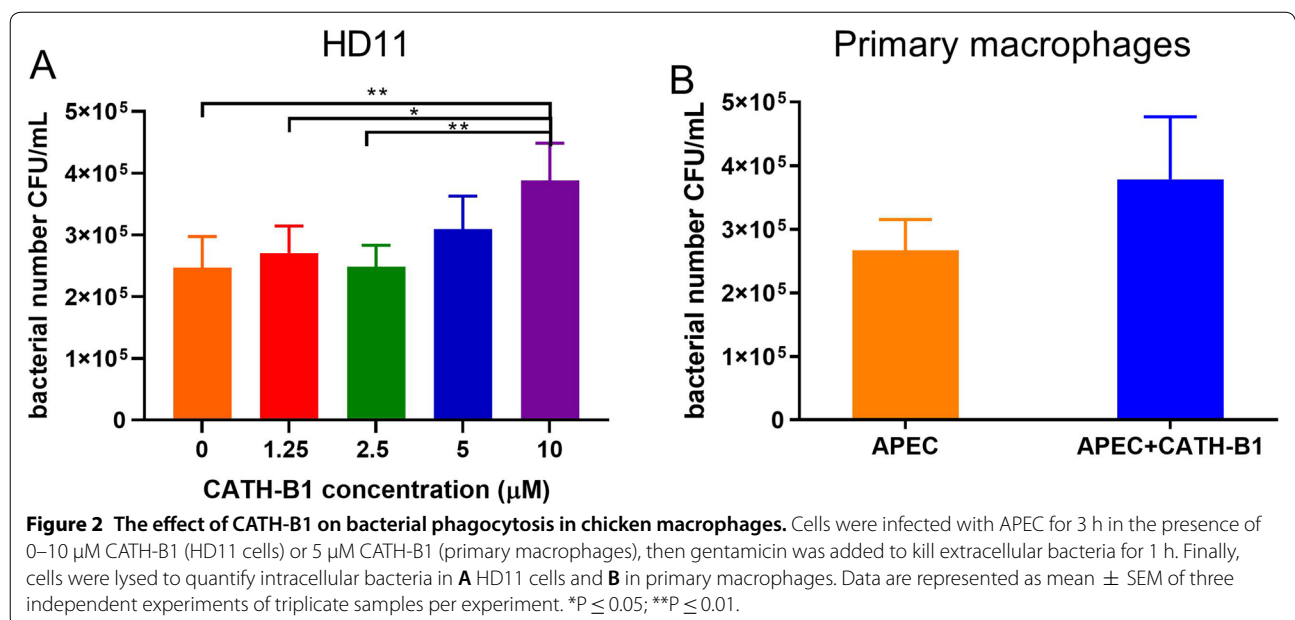 HD11
Primary macrophages
A
B
**
*
**
5×10⁵
4×10⁵
3×10⁵
2×10⁵
1×10⁵
0
bacterial number CFU/mL
0 1.25 2.5 5 10
CATH-B1 concentration (μM)
5×10⁵
4×10⁵
3×10⁵
2×10⁵
1×10⁵
0
bacterial number CFU/mL
APEC APEC+CATH-B1
Figure 2 The effect of CATH-B1 on bacterial phagocytosis in chicken macrophages. Cells were infected with APEC for 3 h in the presence of
0–10 μM CATH-B1 (HD11 cells) or 5 μM CATH-B1 (primary macrophages), then gentamicin was added to kill extracellular bacteria for 1 h. Finally,
cells were lysed to quantify intracellular bacteria in A HD11 cells and B in primary macrophages. Data are represented as mean ± SEM of three
independent experiments of triplicate samples per experiment. *P ≤ 0.05; **P ≤ 0.01.